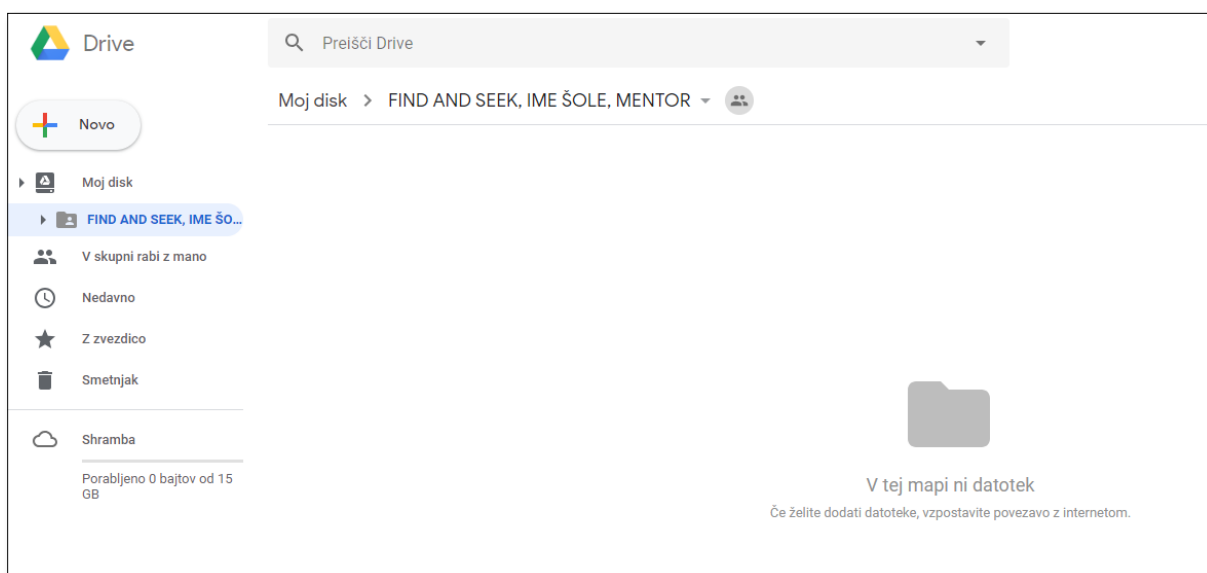 Drive
Preišči Drive
Moj disk > FIND AND SEEK, IME ŠOLE, MENTOR
Novo
Moj disk
FIND AND SEEK, IME ŠO...
V skupni rabi z mano
Nedavno
Z zvezdico
Smetnjak
Shramba
Porabljeno 0 bajtov od 15
GB
V tej mapi ni datotek
Če želite dodati datoteke, vzpostavite povezavo z internetom.